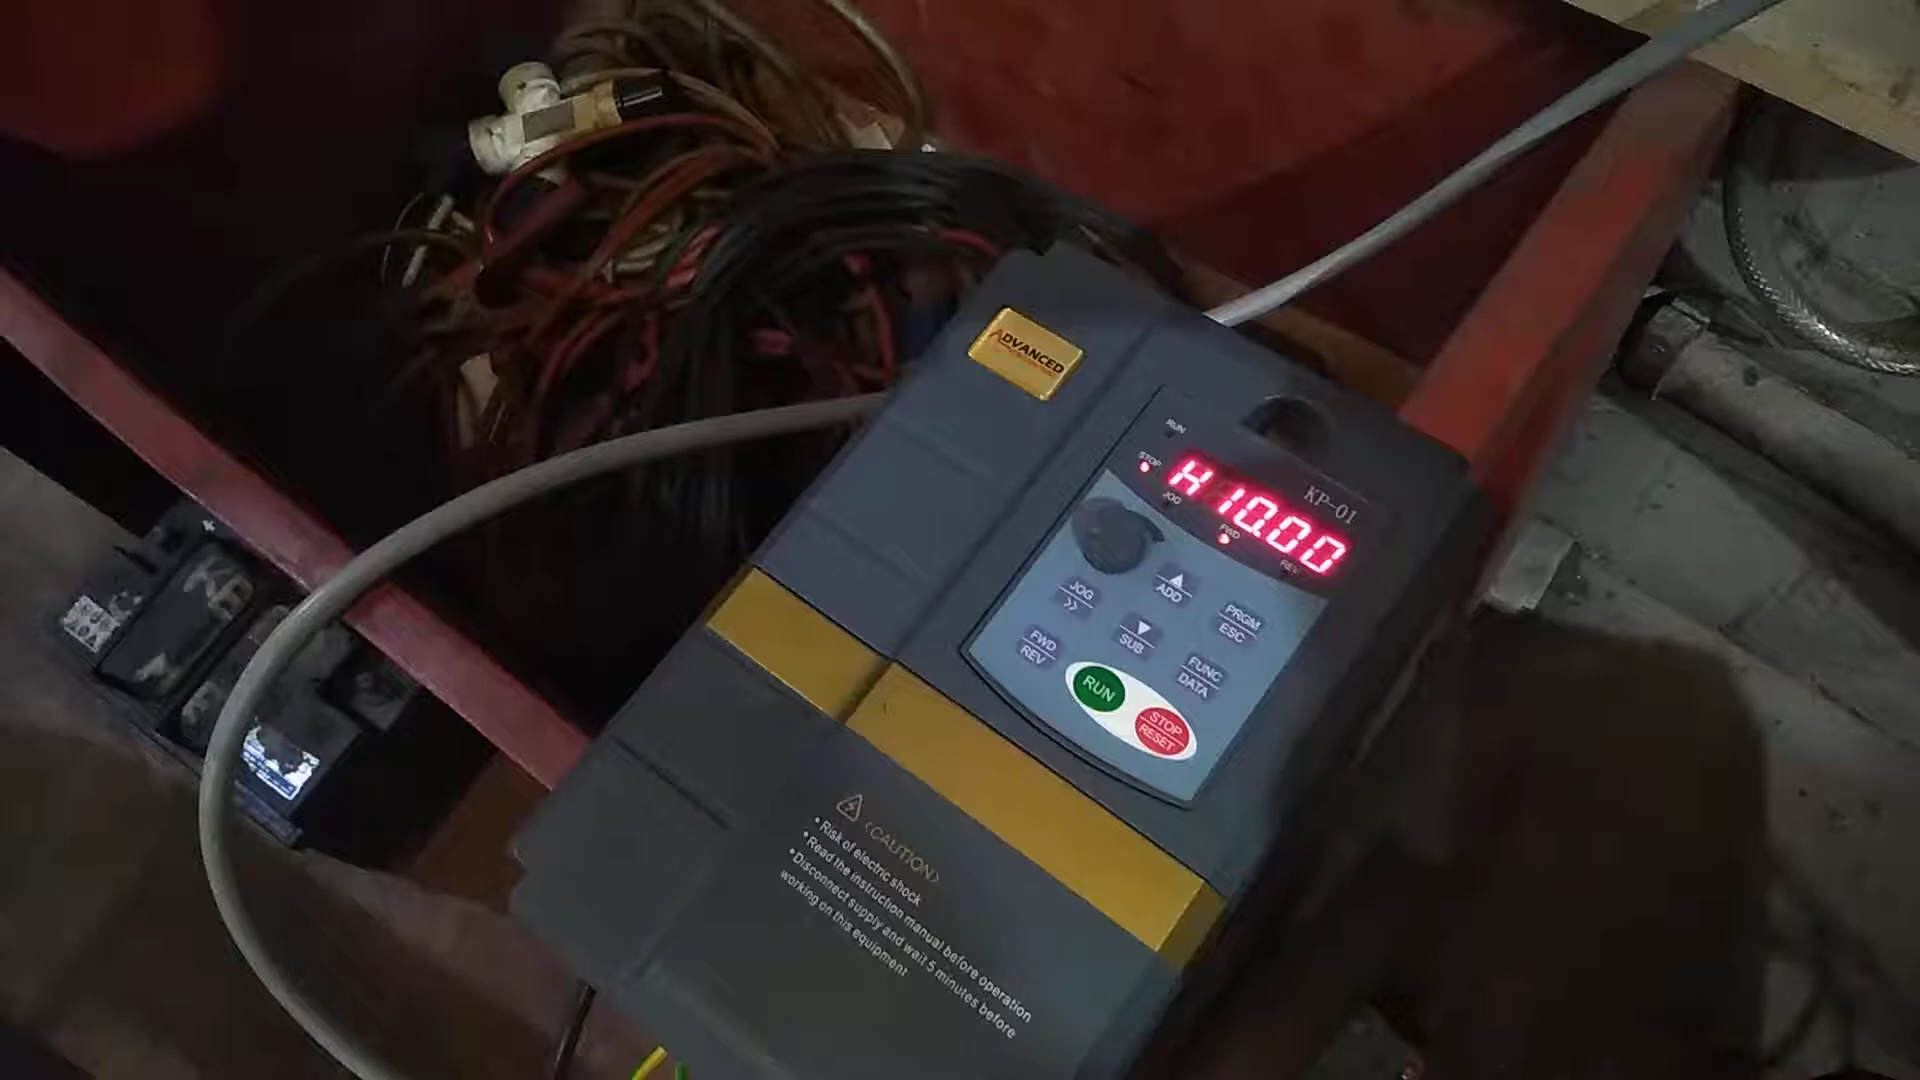 ADVANCED
RUN
STOP
H10.00
KP-01
JOG
FWD
REV
ADD
JOG
>>
PRGM
ESC
SUB
FWD
REV
FUNC
DATA
RUN
STOP
RESET
<CAUTION>
• Risk of electric shock
• Read the instruction manual before operation
• Disconnect supply and wait 5 minutes before
working on this equipment